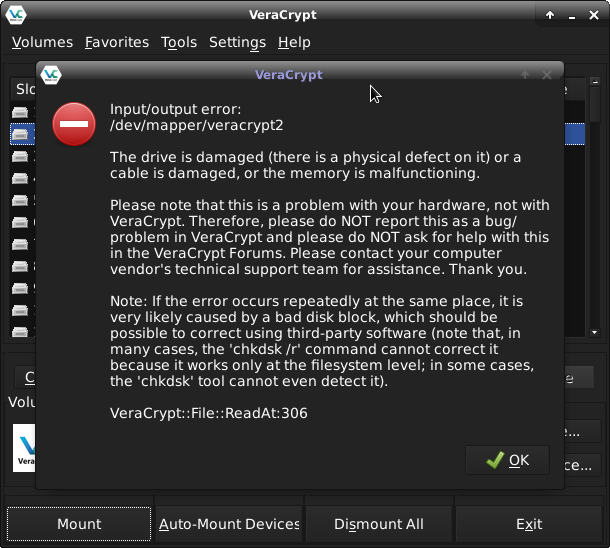 VeraCrypt
Volumes Favorites Tools Settings Help
VeraCrypt
Input/output error:
/dev/mapper/veracrypt2
The drive is damaged (there is a physical defect on it) or a
cable is damaged, or the memory is malfunctioning.
Please note that this is a problem with your hardware, not with
VeraCrypt. Therefore, please do NOT report this as a bug/
problem in VeraCrypt and please do NOT ask for help with this
in the VeraCrypt Forums. Please contact your computer
vendor's technical support team for assistance. Thank you.
Note: If the error occurs repeatedly at the same place, it is
very likely caused by a bad disk block, which should be
possible to correct using third-party software (note that, in
many cases, the 'chkdsk /r' command cannot correct it
because it works only at the filesystem level; in some cases,
the 'chkdsk' tool cannot even detect it).
VeraCrypt::File::ReadAt:306
OK
Mount Auto-Mount Devices Dismount All Exit